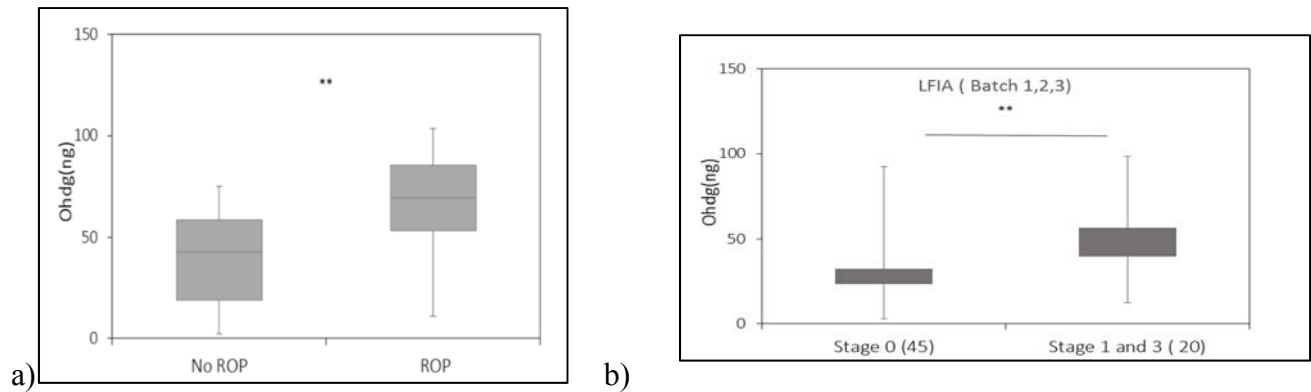 150
**
100
Ohdg(ng)
50
0
No ROP ROP
a)
150
LFIA ( Batch 1,2,3)
**
100
Ohdg(ng)
50
0
Stage 0 (45) Stage 1 and 3 ( 20)
b)